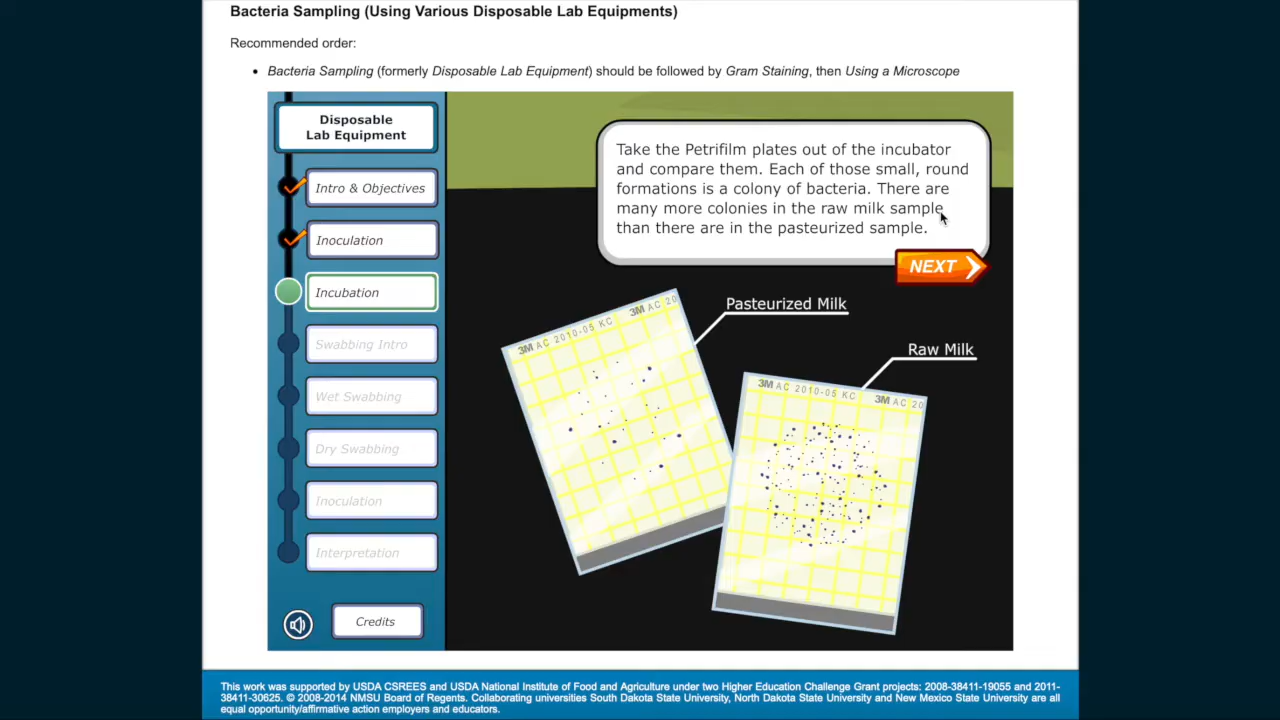 Bacteria Sampling (Using Various Disposable Lab Equipments)
Recommended order:
• Bacteria Sampling (formerly Disposable Lab Equipment) should be followed by Gram Staining, then Using a Microscope
Disposable
Lab Equipment
Intro & Objectives
Inoculation
Incubation
Swabbing Intro
Wet Swabbing
Dry Swabbing
Inoculation
Interpretation
Credits
Take the Petrifilm plates out of the incubator
and compare them. Each of those small, round
formations is a colony of bacteria. There are
many more colonies in the raw milk sample
than there are in the pasteurized sample.
NEXT
Pasteurized Milk
3M AC 2010-05 KC 3M AC 20
Raw Milk
3M AC 2010-05 KC 3M AC 20
This work was supported by USDA CSREES and USDA National Institute of Food and Agriculture under two Higher Education Challenge Grant projects: 2008-38411-19055 and 2011-
38411-30625. © 2008-2014 NMSU Board of Regents. Collaborating universities South Dakota State University, North Dakota State University and New Mexico State University are all
equal opportunity/affirmative action employers and educators.